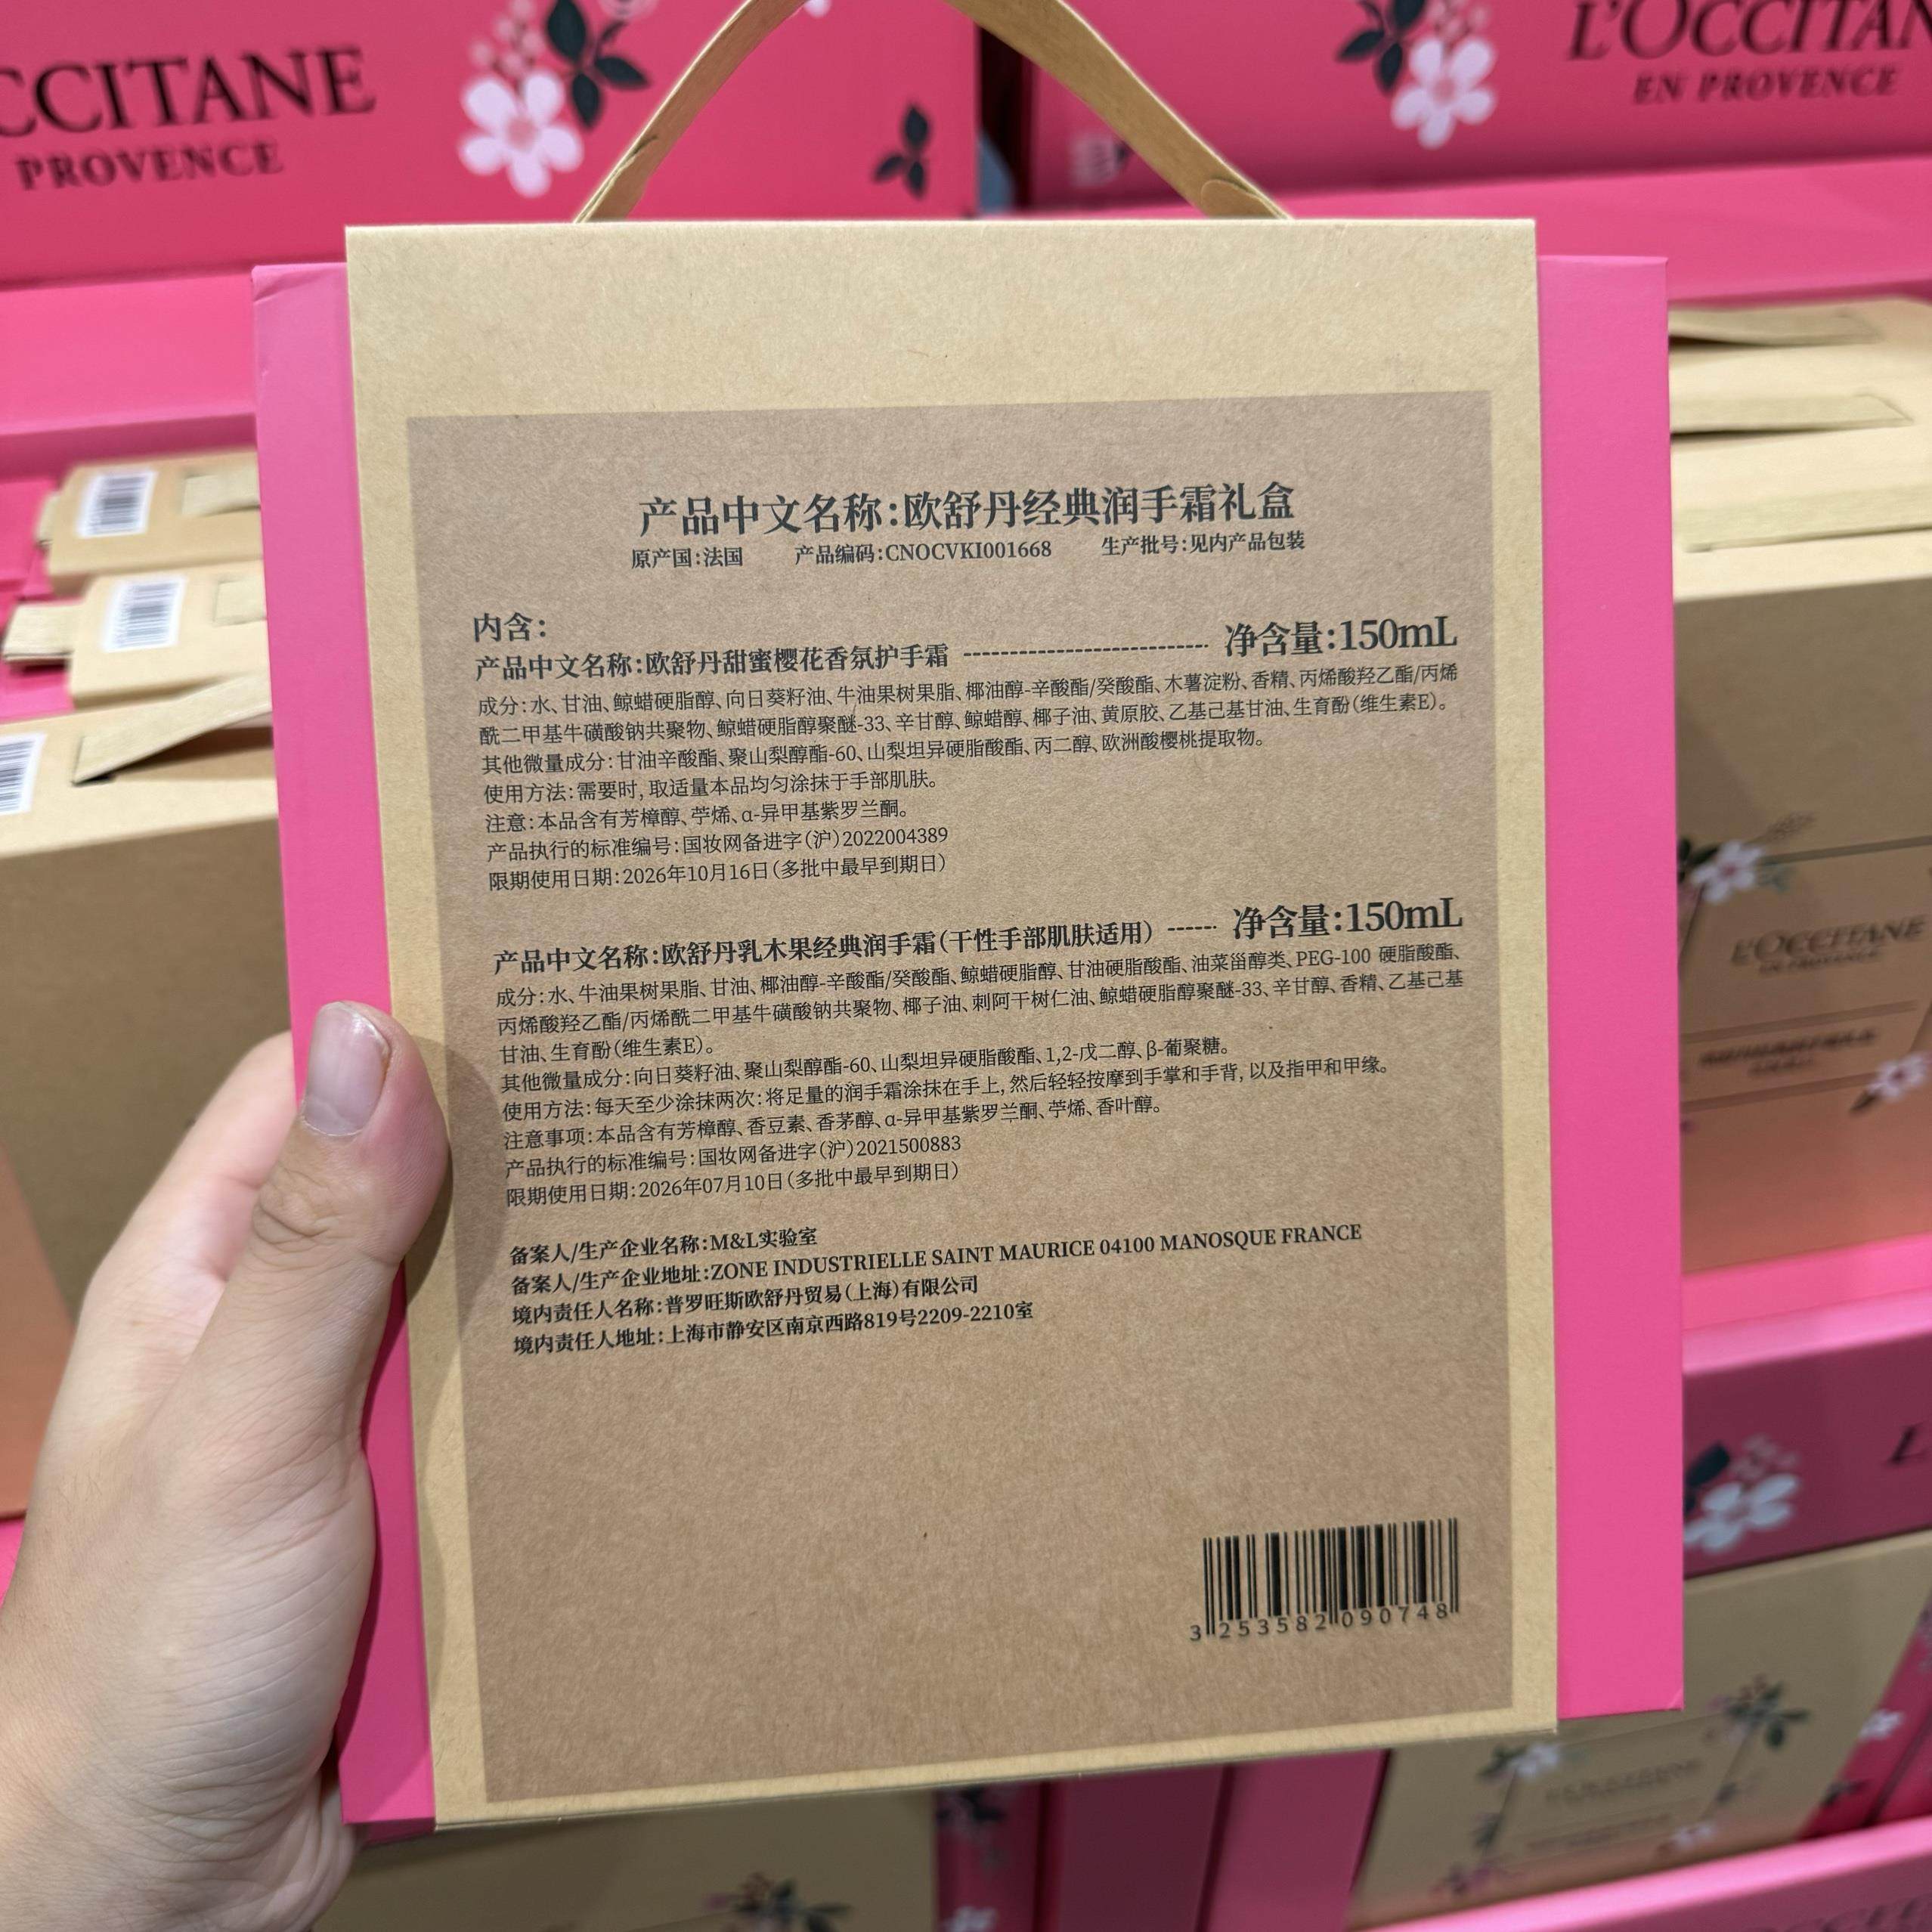 CCITANE
PROVENCE
L'OCCITAN
EN PROVENCE
产品中文名称:欧舒丹经典润手霜礼盒
原产国:法国 产品编码:CNOCVKI001668 生产批号:见内产品包装
内含:
产品中文名称:欧舒丹甜蜜樱花香氛护手霜 ---------------------------- 净含量:150mL
成分:水、甘油、鲸蜡硬脂醇、向日葵籽油、牛油果树果脂、椰油醇-辛酸酯/癸酸酯、木薯淀粉、香精、丙烯酸羟乙酯/丙烯
酰二甲基牛磺酸钠共聚物、鲸蜡硬脂醇聚醚-33、辛甘醇、鲸蜡醇、椰子油、黄原胶、乙基己基甘油、生育酚(维生素E)。
其他微量成分:甘油辛酸酯、聚山梨醇酯-60、山梨坦异硬脂酸酯、丙二醇、欧洲酸樱桃提取物。
使用方法:需要时,取适量本品均匀涂抹于手部肌肤。
注意:本品含有芳樟醇、苧烯、α-异甲基紫罗兰酮。
产品执行的标准编号:国妆网备进字(沪)2022004389
限期使用日期:2026年10月16日(多批中最早到期日)
产品中文名称:欧舒丹乳木果经典润手霜(干性手部肌肤适用) ------ 净含量:150mL
成分:水、牛油果树果脂、甘油、椰油醇-辛酸酯/癸酸酯、鲸蜡硬脂醇、甘油硬脂酸酯、油菜甾醇类、PEG-100 硬脂酸酯、
丙烯酸羟乙酯/丙烯酰二甲基牛磺酸钠共聚物、椰子油、刺阿干树仁油、鲸蜡硬脂醇聚醚-33、辛甘醇、香精、乙基己基
甘油、生育酚(维生素E)。
其他微量成分:向日葵籽油、聚山梨醇酯-60、山梨坦异硬脂酸酯、1,2-戊二醇、β-葡聚糖。
使用方法:每天至少涂抹两次:将足量的润手霜涂抹在手上,然后轻轻按摩到手掌和手背,以及指甲和甲缘。
注意事项:本品含有芳樟醇、香豆素、香茅醇、α-异甲基紫罗兰酮、苧烯、香叶醇。
产品执行的标准编号:国妆网备进字(沪)2021500883
限期使用日期:2026年07月10日(多批中最早到期日)
备案人/生产企业名称:M&L实验室
备案人/生产企业地址:ZONE INDUSTRIELLE SAINT MAURICE 04100 MANOSQUE FRANCE
境内责任人名称:普罗旺斯欧舒丹贸易(上海)有限公司
境内责任人地址:上海市静安区南京西路819号2209-2210室
3 253582 090748
L'OCCITANE
EN PROVENCE